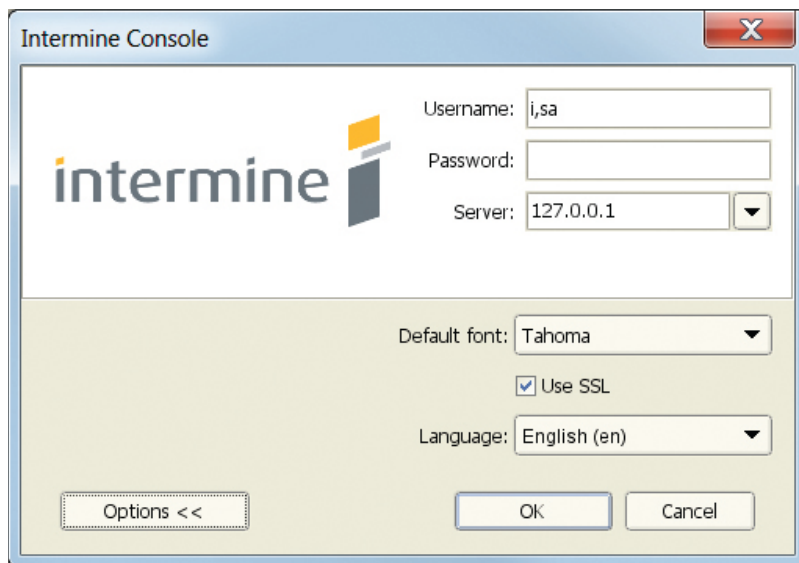 Intermine Console
intermine
Username: i,sa
Password:
Server: 127.0.0.1
Default font: Tahoma
Use SSL
Language: English (en)
Options <<
OK
Cancel